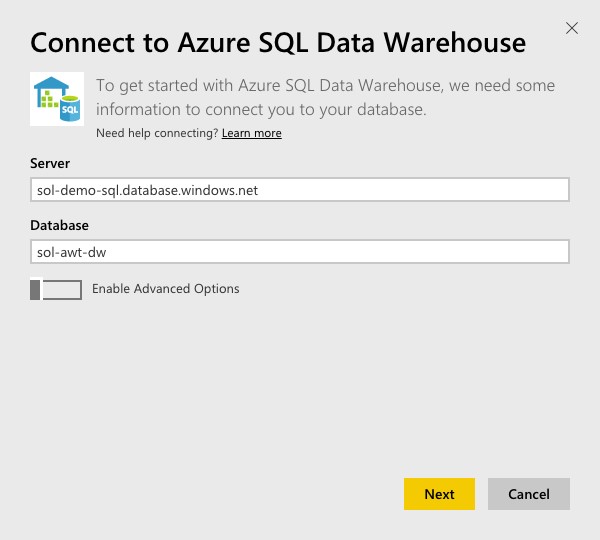 Connect to Azure SQL Data Warehouse
To get started with Azure SQL Data Warehouse, we need some
information to connect you to your database.
SQL
Need help connecting? Learn more
Server
sol-demo-sql.database.windows.net
Database
sol-awt-dw
Enable Advanced Options
Next
Cancel